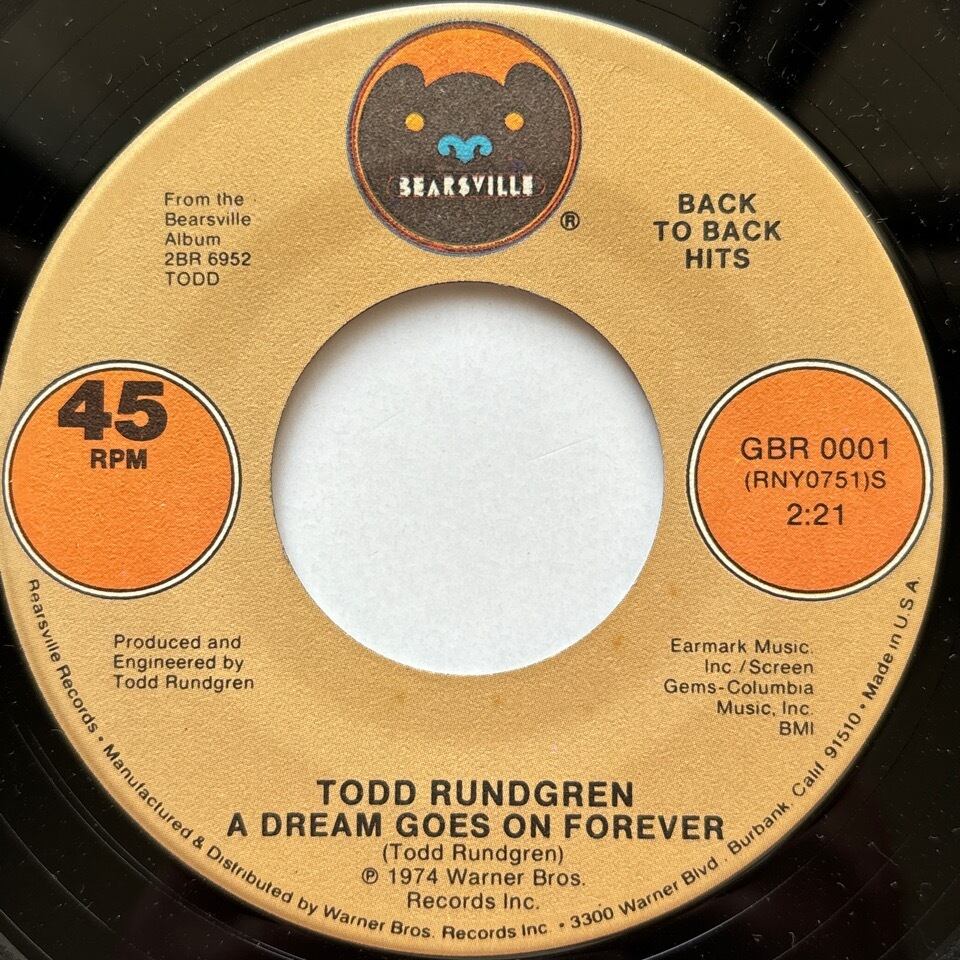 BEARSVILLE
®
From the
Bearsville
Album
2BR 6952
TODD
BACK
TO BACK
HITS
45
RPM
GBR 0001
(RNY0751)S
2:21
Produced and
Engineered by
Todd Rundgren
Earmark Music.
Inc./Screen
Gems-Columbia
Music, Inc.
BMI
TODD RUNDGREN
A DREAM GOES ON FOREVER
(Todd Rundgren)
℗ 1974 Warner Bros.
Records Inc.
Bearsville Records • Manufactured & Distributed by Warner Bros. Records Inc • 3300 Warner Blvd. Burbank, Calif. 91510 • Made in U.S.A.